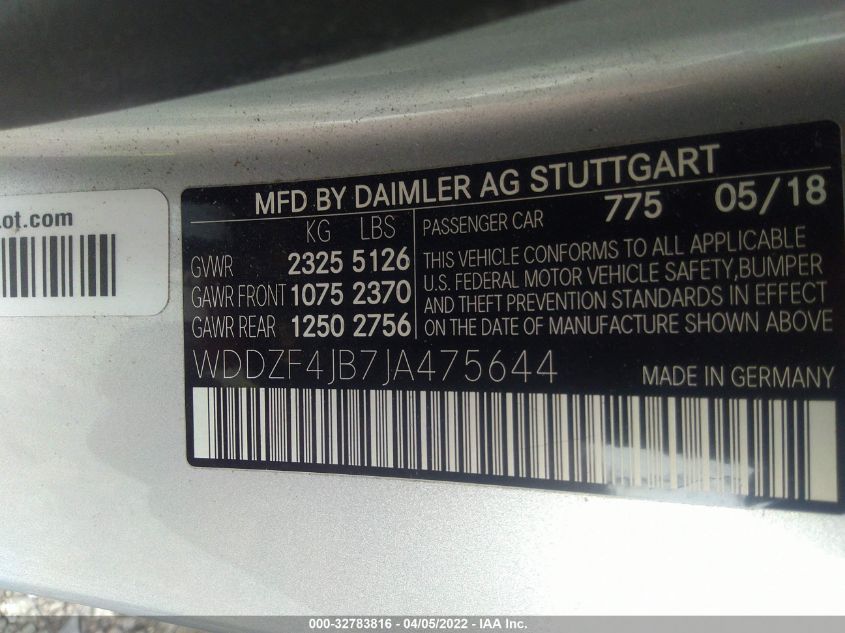 ot.com
MFD BY DAIMLER AG STUTTGART
KG LBS
GVWR 2325 5126
GAWR FRONT 1075 2370
GAWR REAR 1250 2756
PASSENGER CAR 775 05/18
THIS VEHICLE CONFORMS TO ALL APPLICABLE
U.S. FEDERAL MOTOR VEHICLE SAFETY,BUMPER
AND THEFT PREVENTION STANDARDS IN EFFECT
ON THE DATE OF MANUFACTURE SHOWN ABOVE
WDDZF4JB7JA475644
MADE IN GERMANY
000-32783816 - 04/05/2022 - IAA Inc.